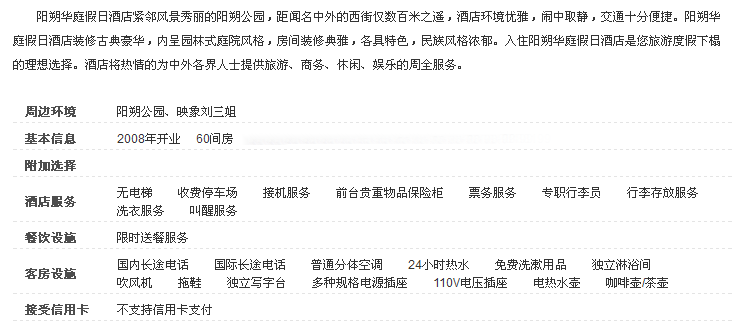 阳朔华庭假日酒店紧邻风景秀丽的阳朔公园，距闻名中外的西街仅数百米之遥，酒店环境优雅，闹中取静，交通十分便捷。阳朔华
庭假日酒店装修古典豪华，内呈园林式庭院风格，房间装修典雅，各具特色，民族风格浓郁。入住阳朔华庭假日酒店是您旅游度假下榻
的理想选择。酒店将热情的为中外各界人士提供旅游、商务、休闲、娱乐的周全服务。
周边环境 阳朔公园、映象刘三姐
基本信息 2008年开业 60间房
附加选择
酒店服务 无电梯 收费停车场 接机服务 前台贵重物品保险柜 票务服务 专职行李员 行李存放服务
洗衣服务 叫醒服务
餐饮设施 限时送餐服务
客房设施 国内长途电话 国际长途电话 普通分体空调 24小时热水 免费洗漱用品 独立淋浴间
吹风机 拖鞋 独立写字台 多种规格电源插座 110V电压插座 电热水壶 咖啡壶/茶壶
接受信用卡 不支持信用卡支付